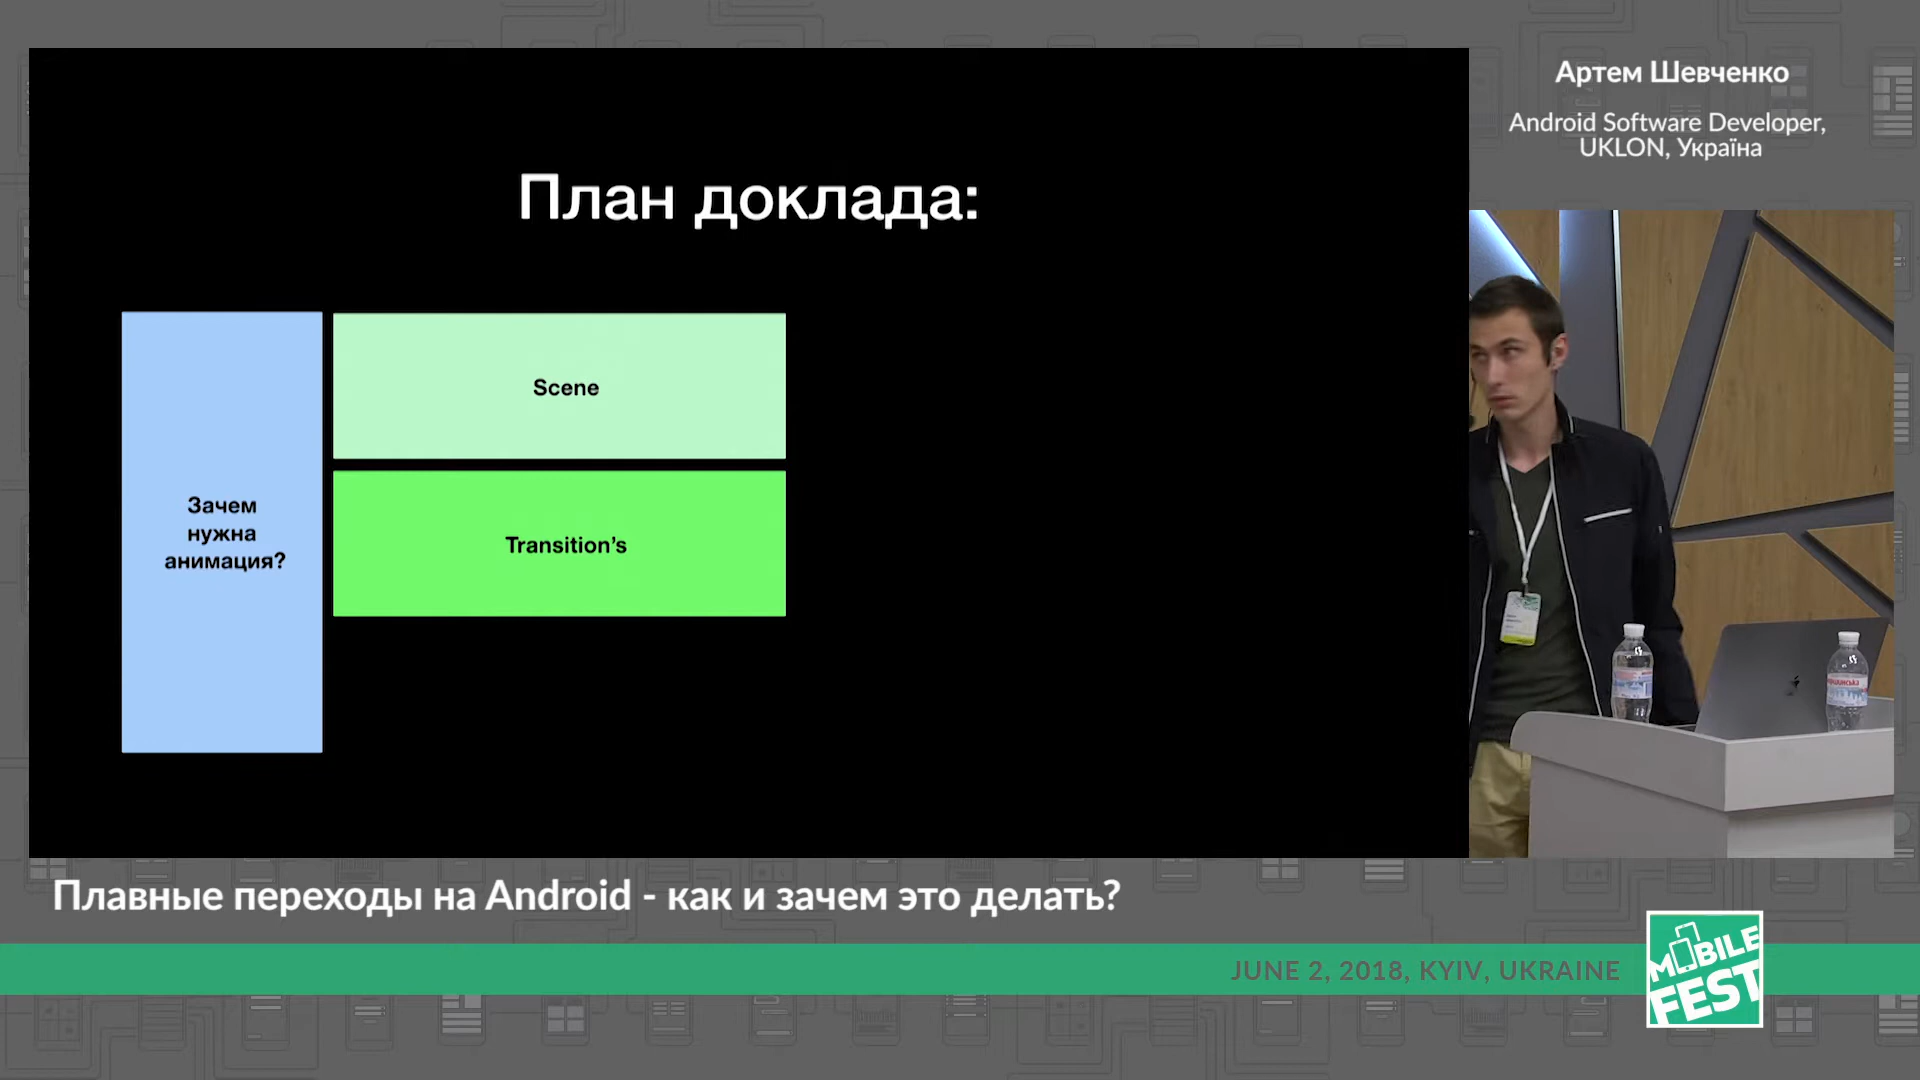 Артем Шевченко
Android Software Developer,
UKLON, Україна
План доклада:
Зачем
нужна
анимация?
Scene
Transition's
Плавные переходы на Android - как и зачем это делать?
JUNE 2, 2018, KYIV, UKRAINE
MOBILE
FEST